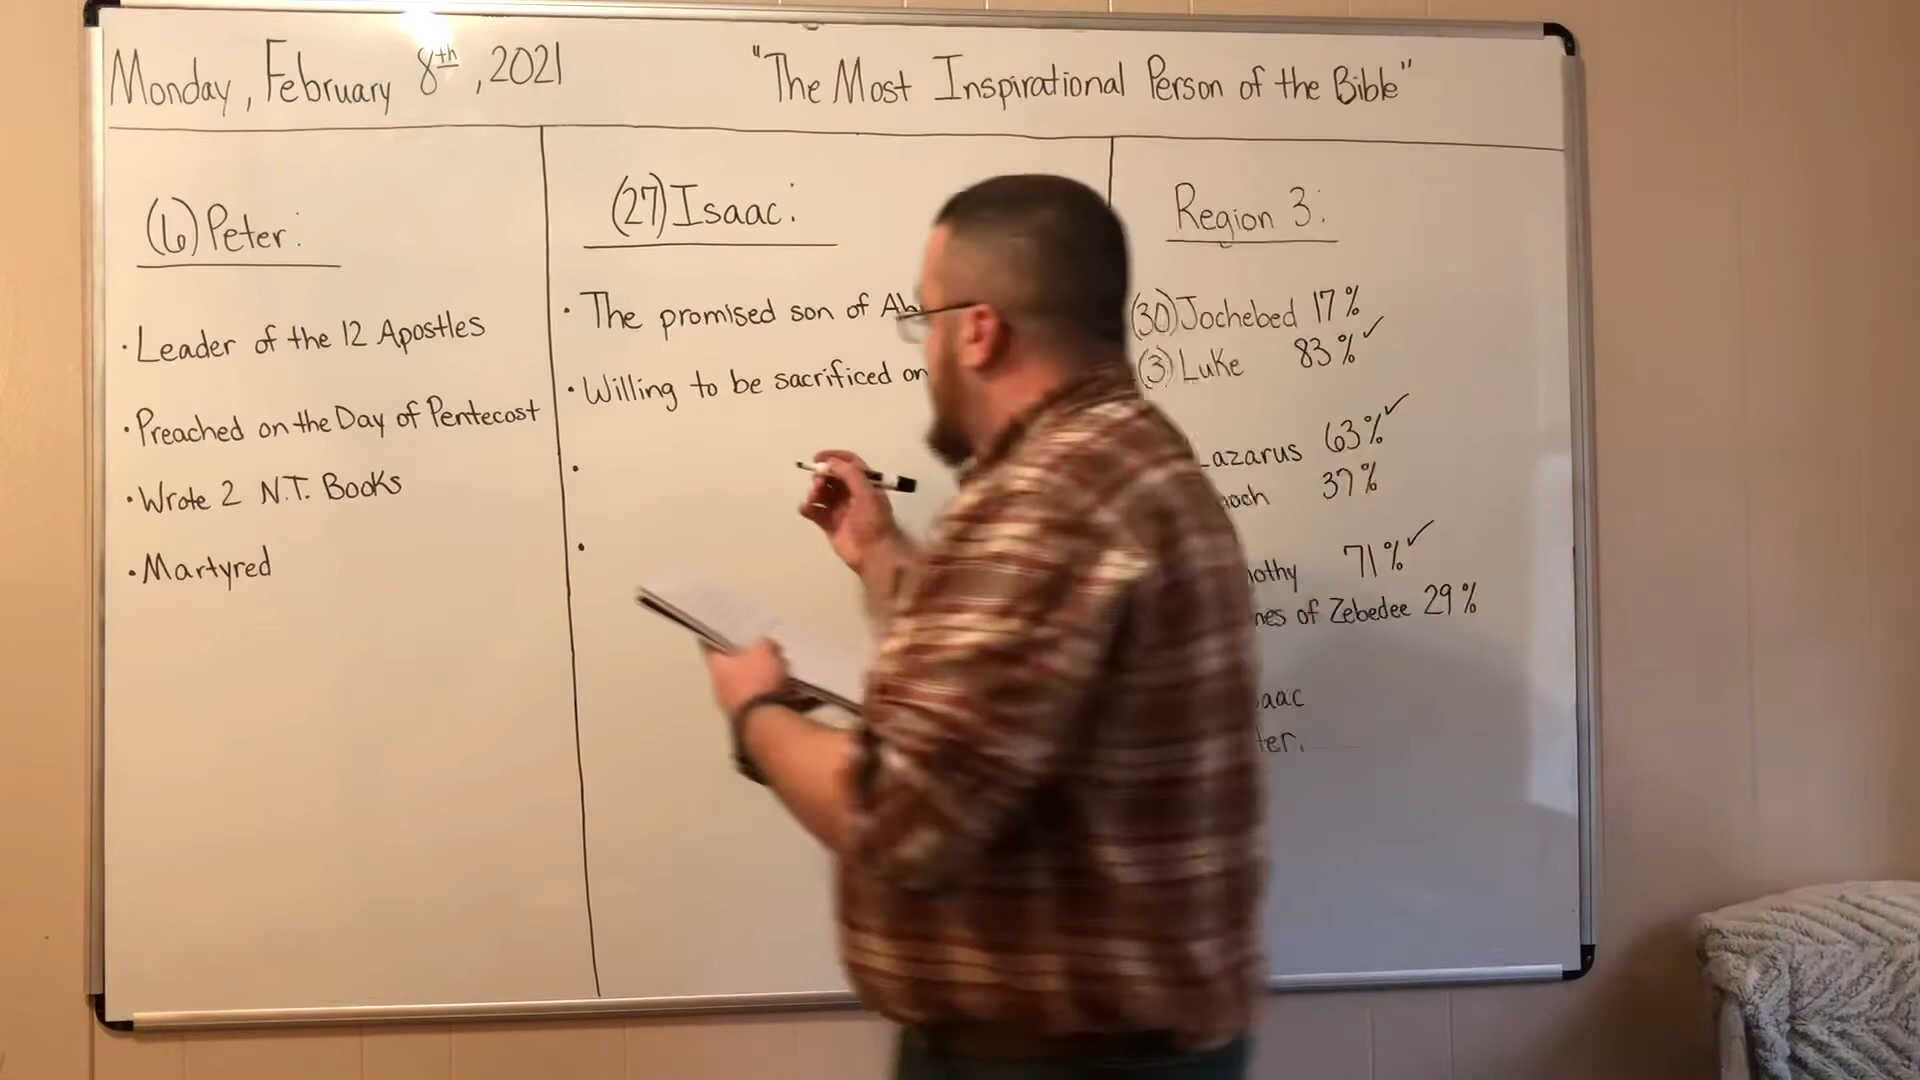 Monday, February 8th, 2021
"The Most Inspirational Person of the Bible"
(6) Peter:
• Leader of the 12 Apostles
• Preached on the Day of Pentecost
• Wrote 2 N.T. Books
• Martyred
(27) Isaac:
• The promised son of Ab
• Willing to be sacrificed on
•
•
Region 3:
(30) Jochebed 17%
(3) Luke 83% ✓
Lazarus 63% ✓
noch 37%
nothy 71% ✓
mes of Zebedee 29%
aac
ter.